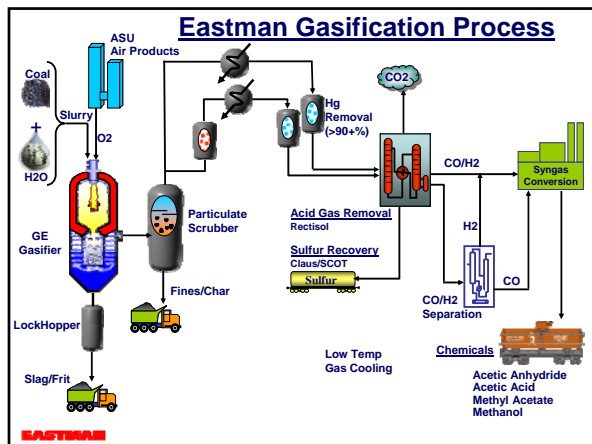 Eastman Gasification Process
ASU
Air Products
Coal
+
H2O
Slurry
O2
GE
Gasifier
LockHopper
Slag/Frit
Particulate
Scrubber
Fines/Char
Hg
Removal
(>90+%)
CO2
Acid Gas Removal
Rectisol
Sulfur Recovery
Claus/SCOT
Sulfur
CO/H2
H2
CO
CO/H2
Separation
Syngas
Conversion
Low Temp
Gas Cooling
Chemicals
Acetic Anhydride
Acetic Acid
Methyl Acetate
Methanol
EASTMAN